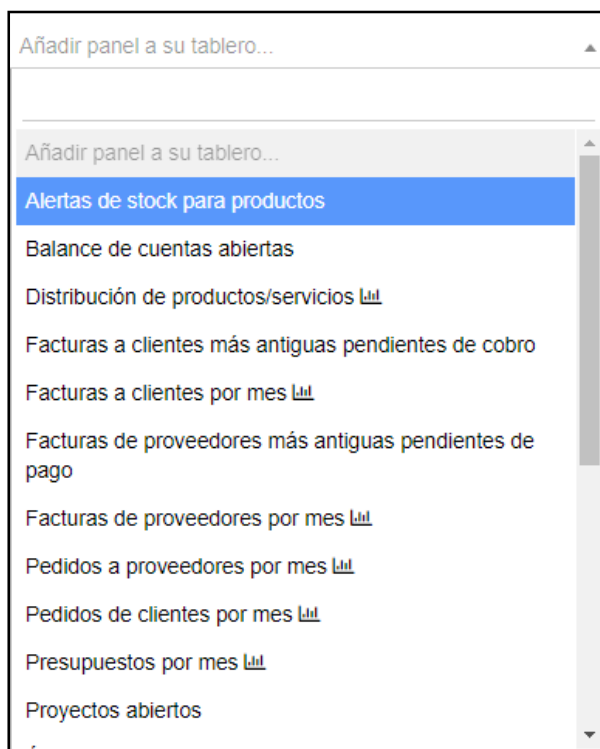 Añadir panel a su tablero...
Añadir panel a su tablero...
Alertas de stock para productos
Balance de cuentas abiertas
Distribución de productos/servicios
Facturas a clientes más antiguas pendientes de cobro
Facturas a clientes por mes
Facturas de proveedores más antiguas pendientes de
pago
Facturas de proveedores por mes
Pedidos a proveedores por mes
Pedidos de clientes por mes
Presupuestos por mes
Proyectos abiertos